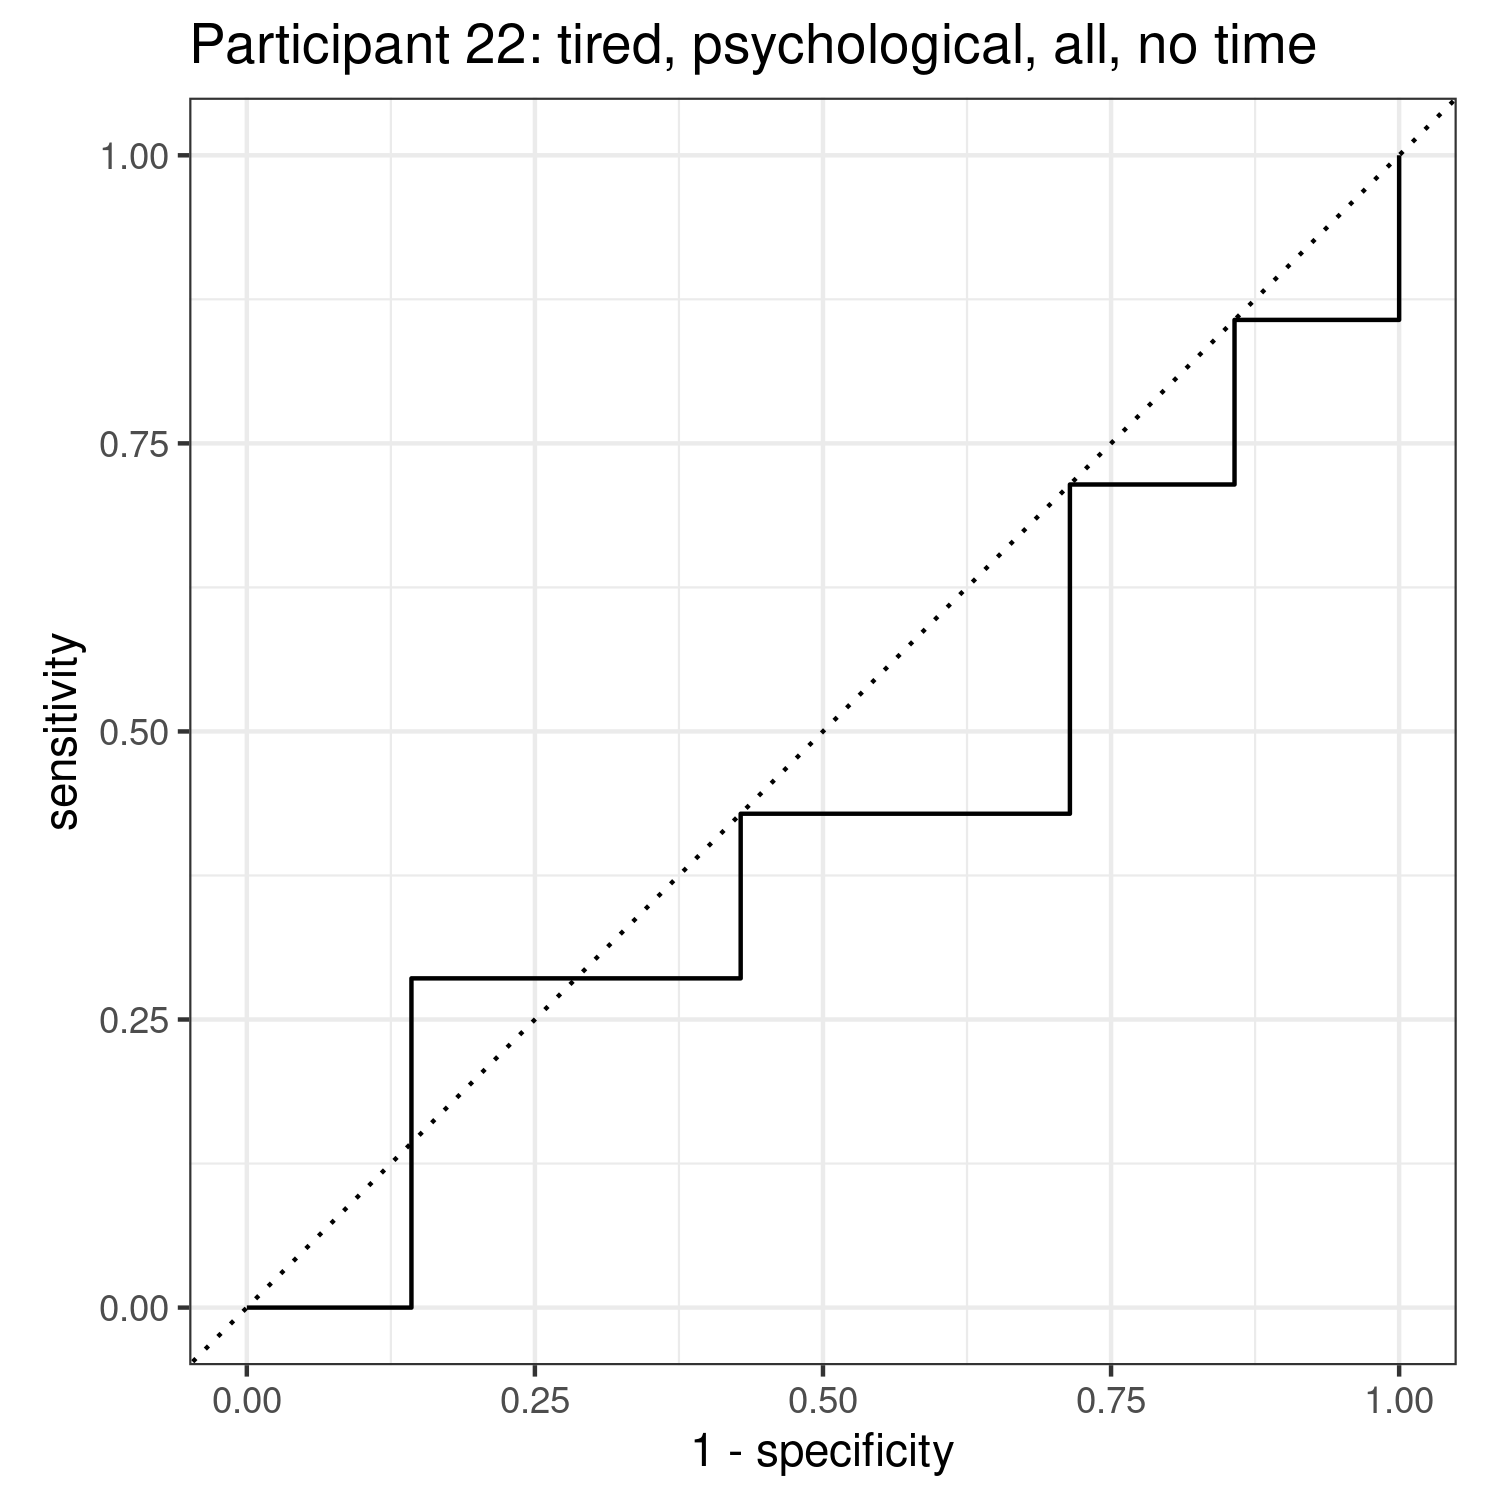 Participant 22: tired, psychological, all, no time
sensitivity
1.00
0.75
0.50
0.25
0.00
0.00 0.25 0.50 0.75 1.00
1 - specificity